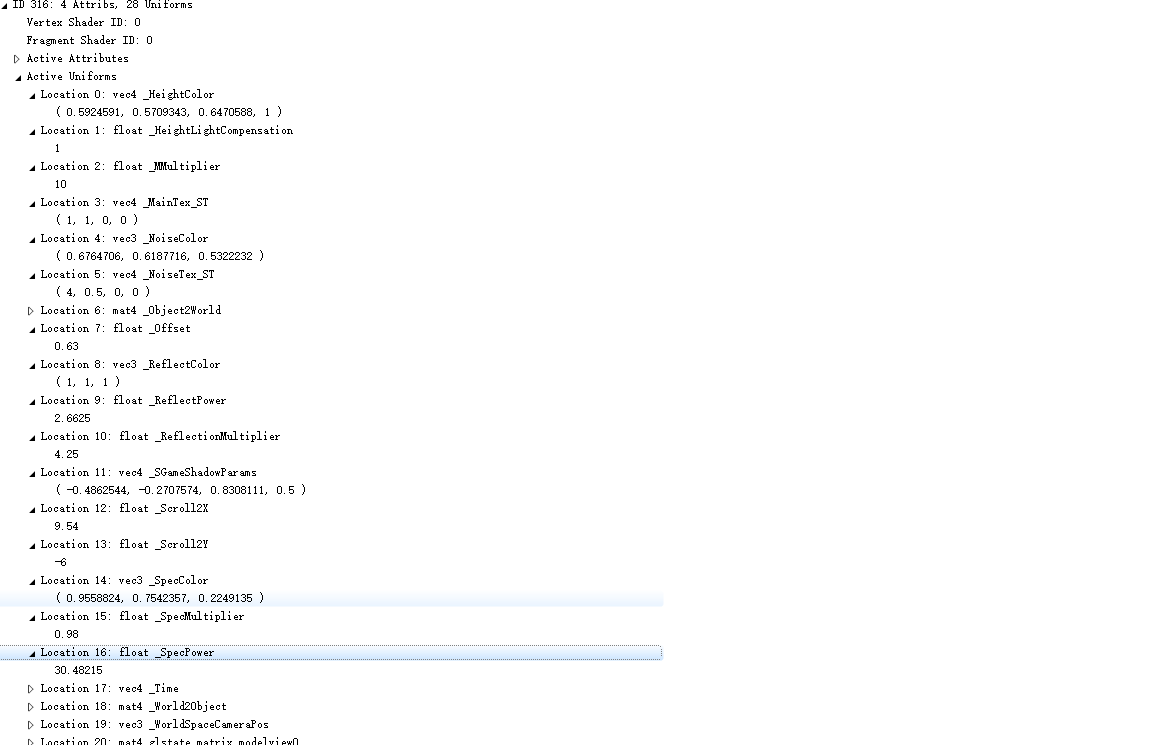 ID 316: 4 Attribs, 28 Uniforms
Vertex Shader ID: 0
Fragment Shader ID: 0
Active Attributes
Active Uniforms
Location 0: vec4 _HeightColor
( 0.5924591, 0.5709343, 0.6470588, 1 )
Location 1: float _HeightLightCompensation
1
Location 2: float _MMultiplier
10
Location 3: vec4 _MainTex_ST
( 1, 1, 0, 0 )
Location 4: vec3 _NoiseColor
( 0.6764706, 0.6187716, 0.5322232 )
Location 5: vec4 _NoiseTex_ST
( 4, 0.5, 0, 0 )
Location 6: mat4 _Object2World
Location 7: float _Offset
0.63
Location 8: vec3 _ReflectColor
( 1, 1, 1 )
Location 9: float _ReflectPower
2.6625
Location 10: float _ReflectionMultiplier
4.25
Location 11: vec4 _SGameShadowParams
( -0.4862544, -0.2707574, 0.8308111, 0.5 )
Location 12: float _Scroll2X
9.54
Location 13: float _Scroll2Y
-6
Location 14: vec3 _SpecColor
( 0.9558824, 0.7542357, 0.2249135 )
Location 15: float _SpecMultiplier
0.98
Location 16: float _SpecPower
30.48215
Location 17: vec4 _Time
Location 18: mat4 _World2Object
Location 19: vec3 _WorldSpaceCameraPos
Location 20: mat4 glstate_matrix_modelview0